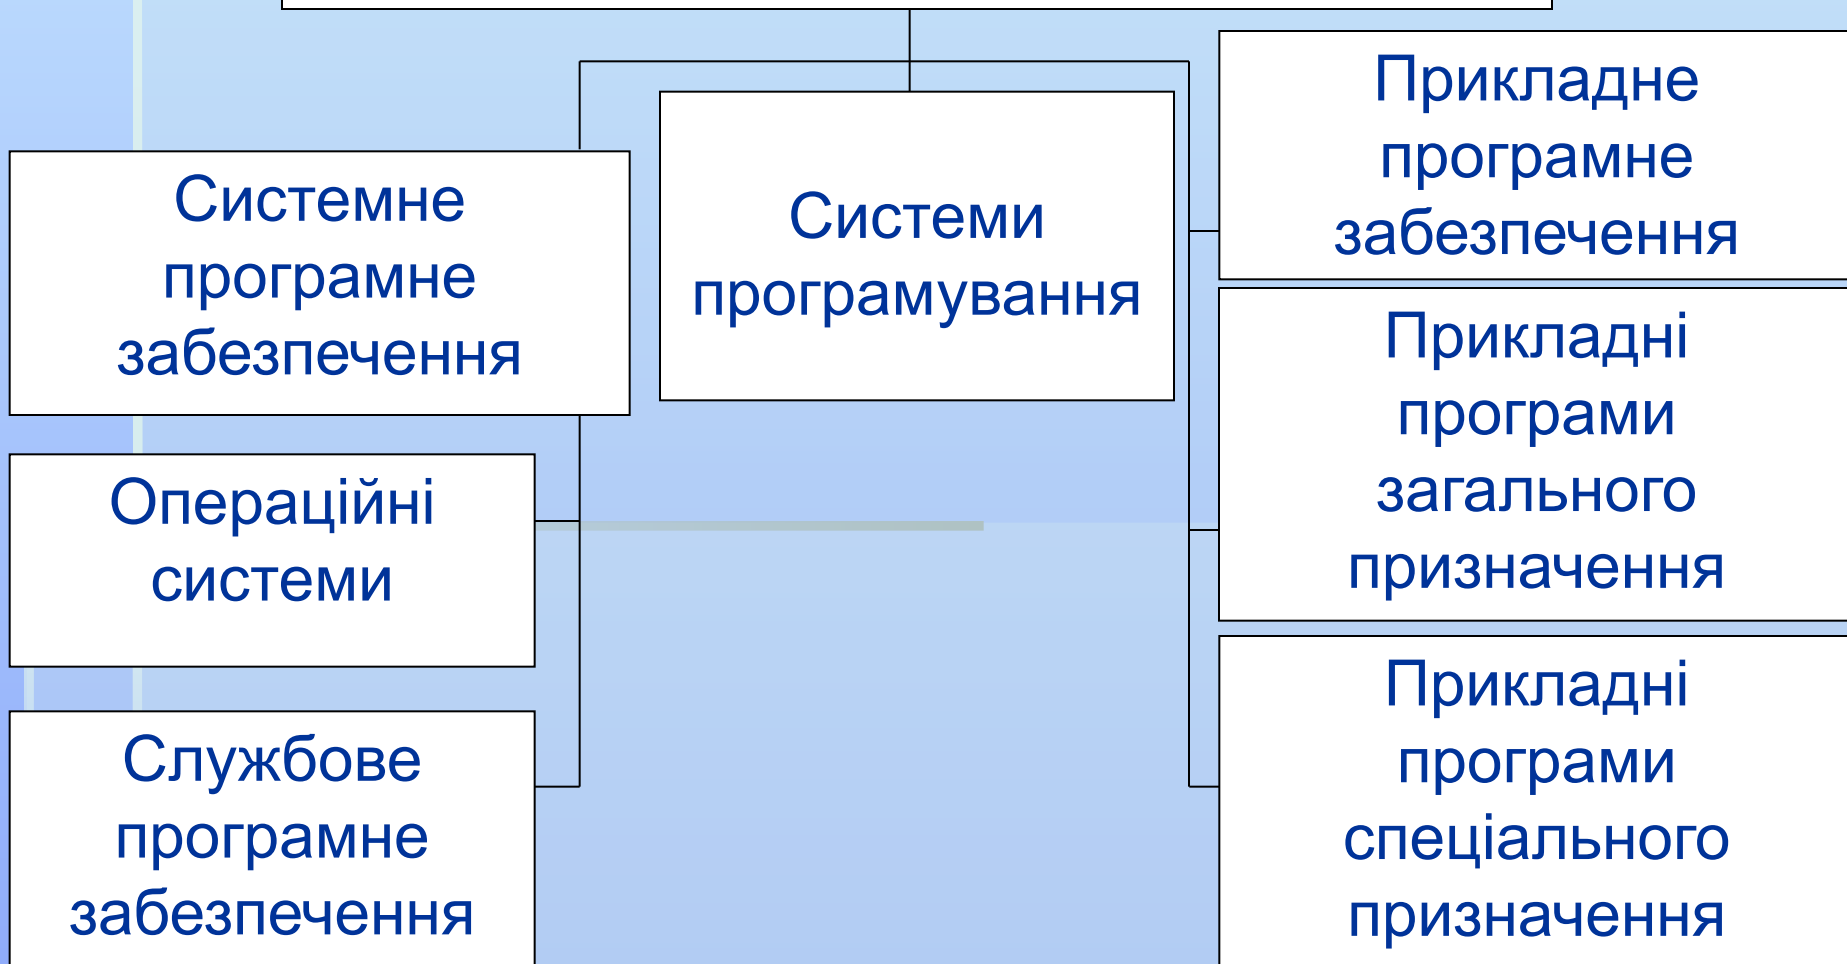 Системне
програмне
забезпечення
Операційні
системи
Службове
програмне
забезпечення
Системи
програмування
Прикладне
програмне
забезпечення
Прикладні
програми
загального
призначення
Прикладні
програми
спеціального
призначення